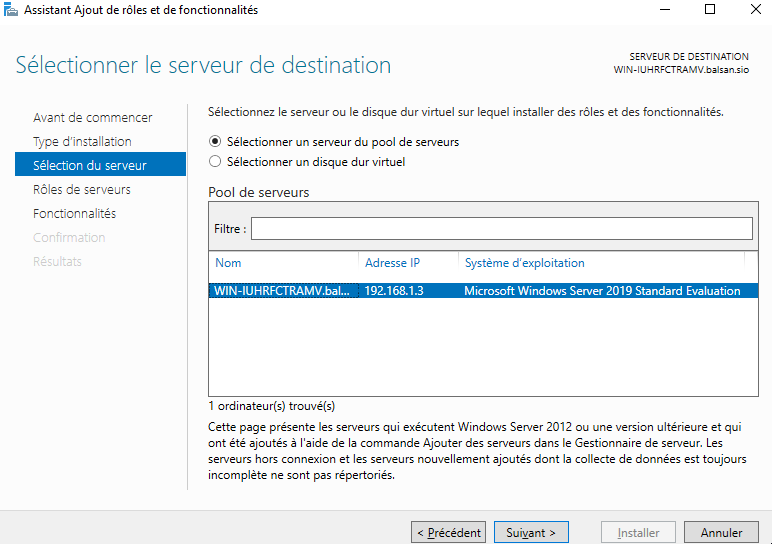 Assistant Ajout de rôles et de fonctionnalités
Sélectionner le serveur de destination
SERVEUR DE DESTINATION
WIN-IUHRFCTRAMV.balsan.sio
Avant de commencer
Type d'installation
Sélection du serveur
Rôles de serveurs
Fonctionnalités
Confirmation
Résultats
Sélectionnez le serveur ou le disque dur virtuel sur lequel installer des rôles et des fonctionnalités.
Sélectionner un serveur du pool de serveurs
Sélectionner un disque dur virtuel
Pool de serveurs
Filtre :
Nom Adresse IP Système d'exploitation
WIN-IUHRFCTRAMV.bal... 192.168.1.3 Microsoft Windows Server 2019 Standard Evaluation
1 ordinateur(s) trouvé(s)
Cette page présente les serveurs qui exécutent Windows Server 2012 ou une version ultérieure et qui
ont été ajoutés à l'aide de la commande Ajouter des serveurs dans le Gestionnaire de serveur. Les
serveurs hors connexion et les serveurs nouvellement ajoutés dont la collecte de données est toujours
incomplète ne sont pas répertoriés.
< Précédent Suivant > Installer Annuler